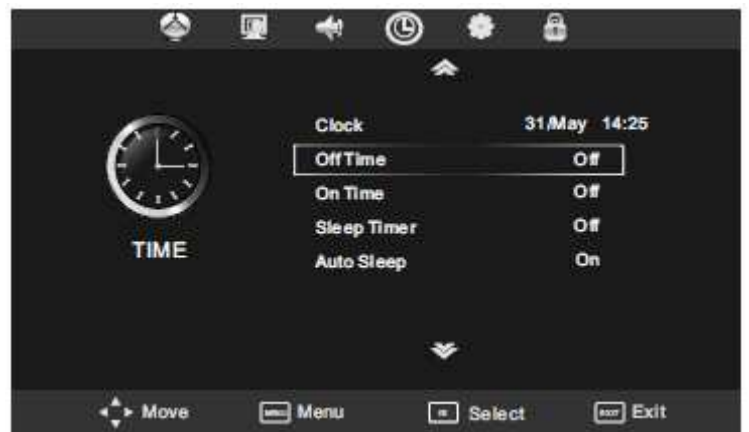 Clock 31/May 14:25
Off Time Off
On Time Off
Sleep Timer Off
Auto Sleep On
TIME
Move MENU Menu Select Exit